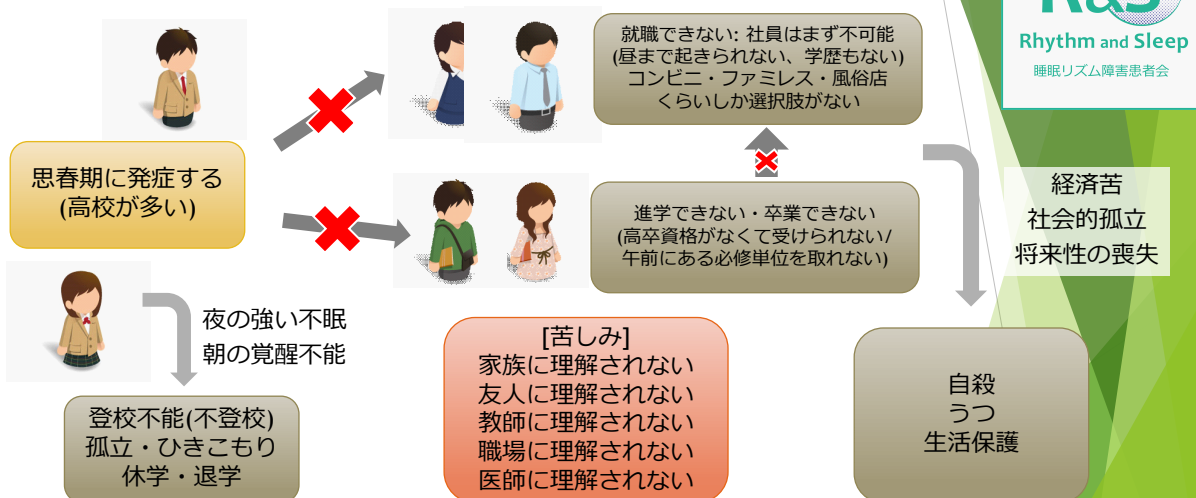 R&S
Rhythm and Sleep
睡眠リズム障害患者会
就職できない: 社員はまず不可能
(昼まで起きられない、学歴もない)
コンビニ・ファミレス・風俗店
くらいしか選択肢がない
思春期に発症する
(高校が多い)
進学できない・卒業できない
(高卒資格がなくて受けられない/
午前にある必修単位を取れない)
経済苦
社会的孤立
将来性の喪失
夜の強い不眠
朝の覚醒不能
登校不能(不登校)
孤立・ひきこもり
休学・退学
[苦しみ]
家族に理解されない
友人に理解されない
教師に理解されない
職場に理解されない
医師に理解されない
自殺
うつ
生活保護